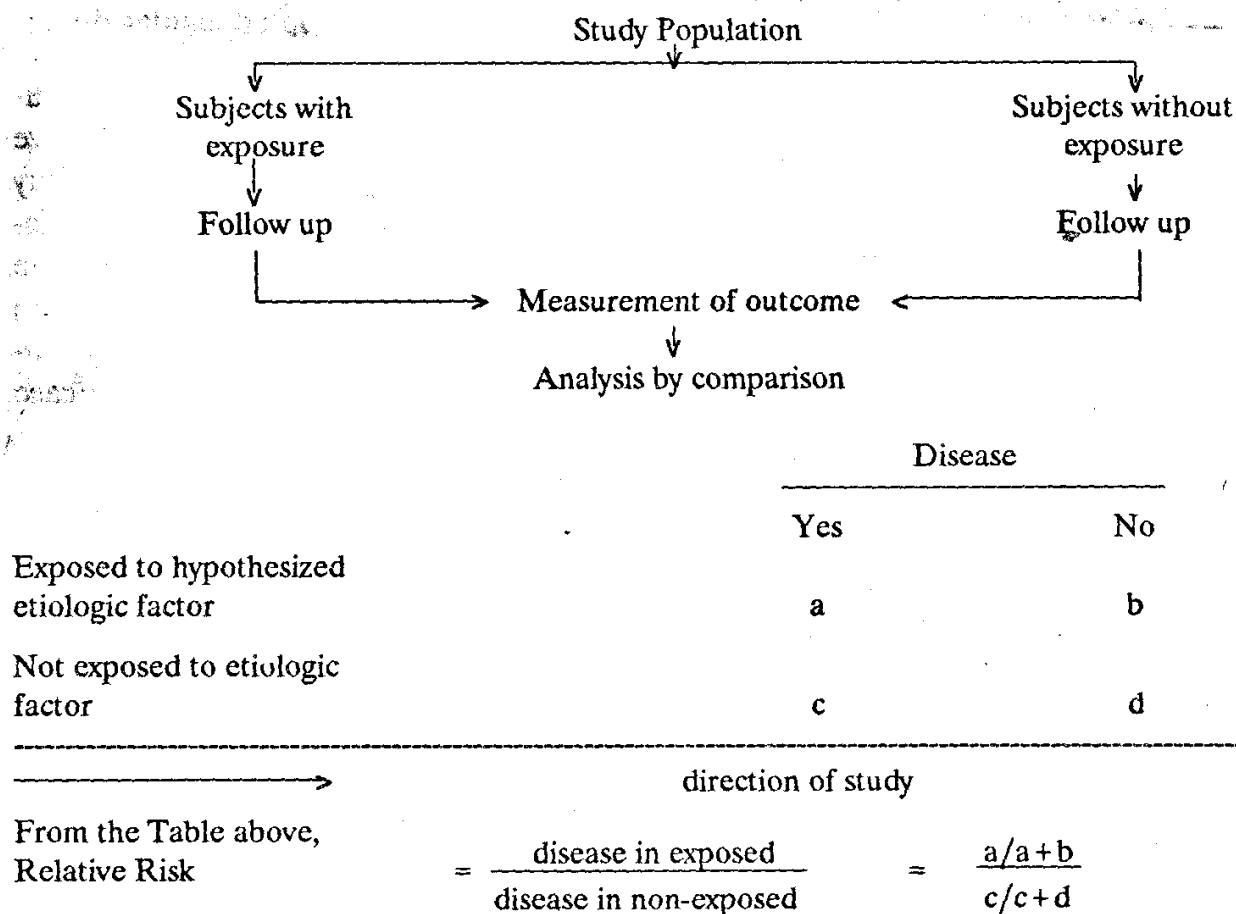 Study Population
Subjects with exposure
Subjects without exposure
Follow up
Follow up
Measurement of outcome
Analysis by comparison
Disease
Yes No
Exposed to hypothesized
etiologic factor a b
Not exposed to etiologic
factor c d
direction of study
From the Table above,
Relative Risk = disease in exposed / disease in non-exposed = a/a+b / c/c+d